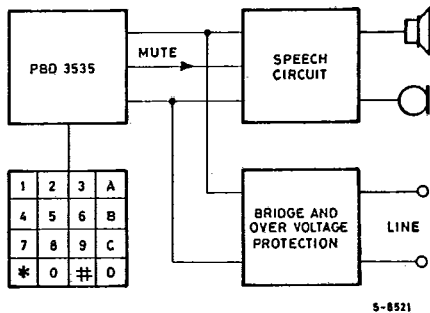 PBD 3535
MUTE
SPEECH
CIRCUIT
1 2 3 A
4 5 6 B
7 8 9 C
* 0 # D
BRIDGE AND
OVER VOLTAGE
PROTECTION
LINE
5-8521